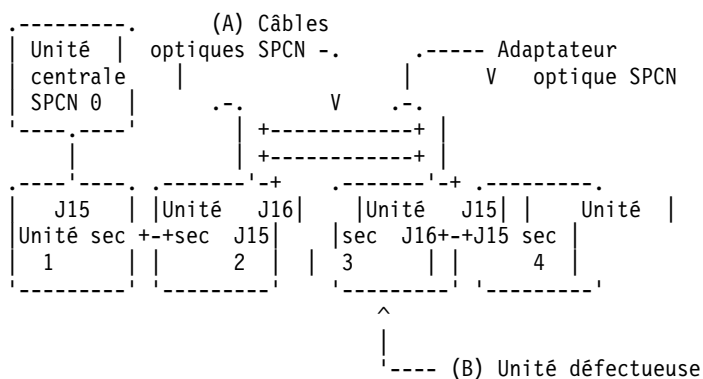 .---------.        (A) Câbles
| Unité  |   optiques SPCN -.       .----- Adaptateur
| centrale     |                  |       V   optique SPCN
| SPCN 0  |      .-.       V    .-.
'----.----'        | +-------------+ |
     |             | +-------------+ |
.----'----. .-------'-+    .-------'-+ .---------.
|   J15   | |Unité   J16|    |Unité   J15| |    Unité  |
|Unité sec +-+sec  J15|    |sec  J16+-+J15 sec |
|  1      | |      2    |  | 3       | |    4    |
'---------' '---------'    '---------' '---------'
^
|
'---- (B) Unité défectueuse